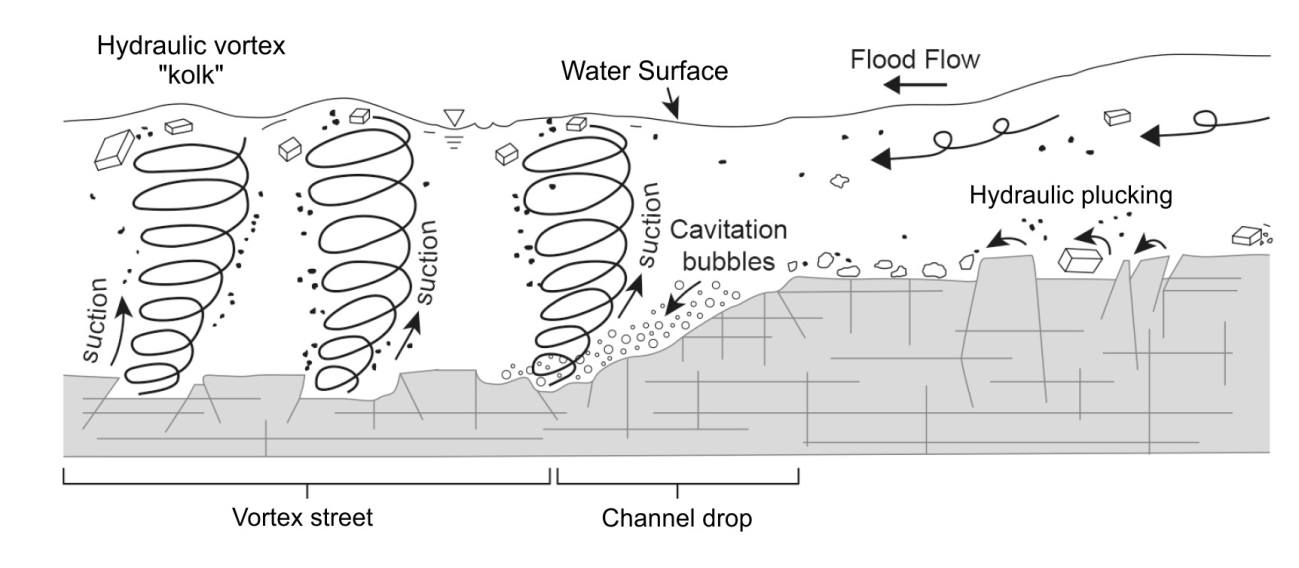 Hydraulic vortex
"kolk"
Water Surface
Flood Flow
Hydraulic plucking
Cavitation
bubbles
suction
suction
suction
Vortex street
Channel drop